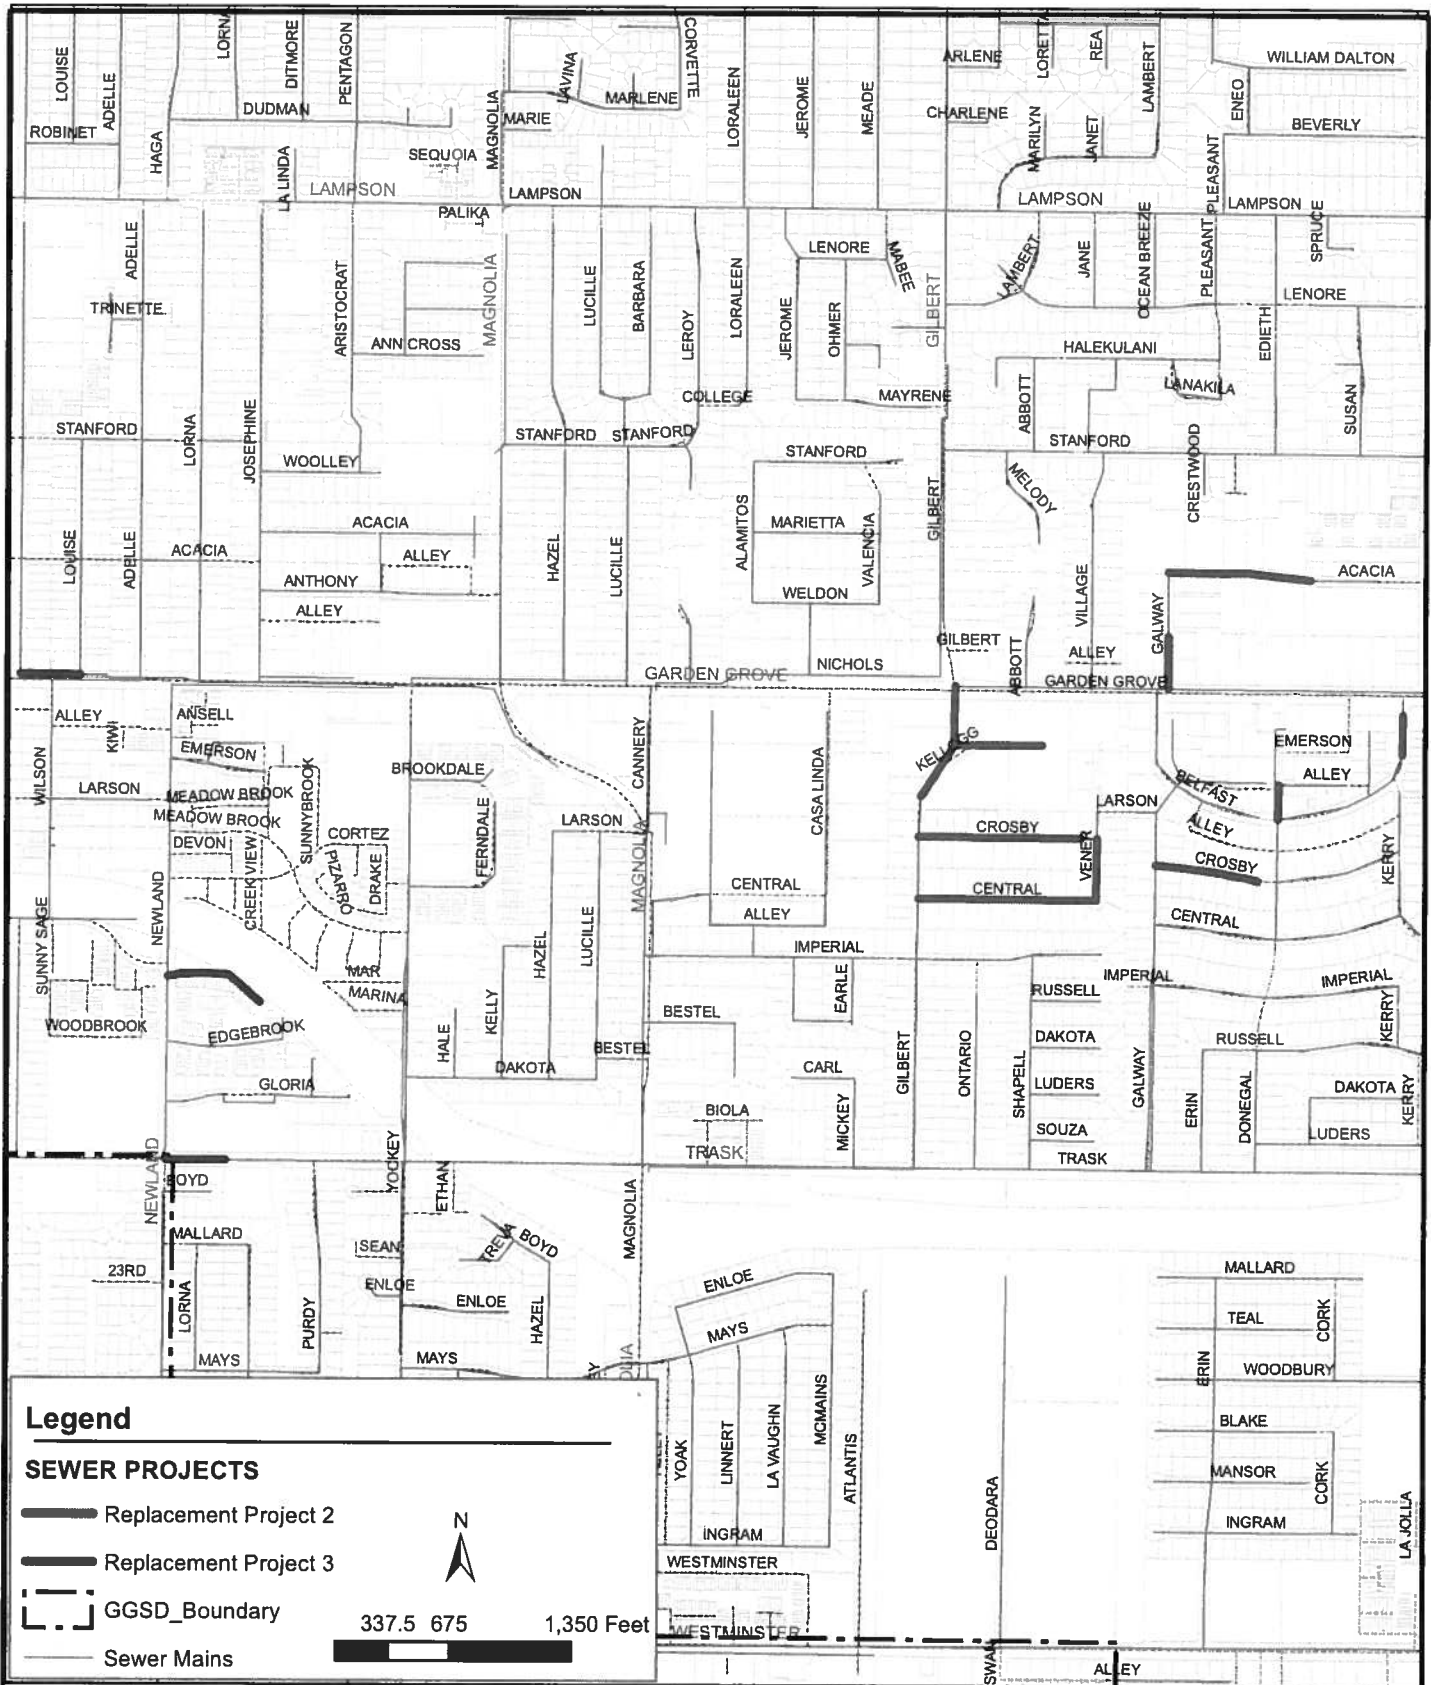 LOUISE
ADELLE
ROBINET
HAGA
LORNA
DITMORE
PENTAGON
DUDMAN
LA LINDA
LAMPSON
SEQUOIA
PALIKA
MAGNOLIA
MARIE
LAVINA
MARLENE
CORVETTE
LAMPSON
LORALEEN
JEROME
MEADE
ARLENE
CHARLENE
LORETTA
REA
LAMBERT
MARILYN
JANET
LAMPSON
PLEASANT
ENEO
WILLIAM DALTON
BEVERLY
LAMPSON
SPRUCE
ADELLE
TRINETTE
ARISTOCRAT
ANN CROSS
MAGNOLIA
LUCILLE
BARBARA
LEROY
LORALEEN
COLLEGE
LENORE
MABEE
JEROME
OHMER
MAYRENE
GILBERT
LAMBERT
JANE
OCEAN BREEZE
PLEASANT
LENORE
EDIETH
HALEKULANI
LANAKILA
ABBOTT
SUSAN
STANFORD
LORNA
JOSEPHINE
WOOLLEY
STANFORD
STANFORD
STANFORD
STANFORD
MELODY
CRESTWOOD
ACACIA
ACACIA
ALLEY
ANTHONY
ALLEY
LOUISE
ADELLE
HAZEL
LUCILLE
ALAMITOS
MARIETTA
VALENCIA
WELDON
NICHOLS
GILBERT
GILBERT
ABBOTT
VILLAGE
ALLEY
GALWAY
ACACIA
GARDEN GROVE
GARDEN GROVE
ALLEY
KIWI
ANSELL
EMERSON
WILSON
LARSON
MEADOW BROOK
MEADOW BROOK
DEVON
SUNNYBROOK
CORTEZ
CREEK VIEW
PIZARRO
DRAKE
BROOKDALE
FERNDALE
LARSON
CANNERY
MAGNOLIA
CASA LINDA
CENTRAL
ALLEY
IMPERIAL
KELLOGG
CROSBY
CENTRAL
VENER
LARSON
BELFAST
ALLEY
CROSBY
CENTRAL
EMERSON
ALLEY
KERRY
SUNNY SAGE
NEWLAND
WOODBROOK
EDGEBROOK
GLORIA
MAR
MARINA
HALE
KELLY
HAZEL
LUCILLE
DAKOTA
BESTEL
BESTEL
EARLE
CARL
MICKEY
BIOLA
TRASK
GILBERT
ONTARIO
SHAPELL
RUSSELL
DAKOTA
LUDERS
SOUZA
TRASK
IMPERIAL
GALWAY
IMPERIAL
RUSSELL
KERRY
ERIN
DONEGAL
DAKOTA
LUDERS
KERRY
NEWLAND
BOYD
MALLARD
23RD
LORNA
MAYS
PURDY
YOCKEY
SEAN
ENLOE
ETHAN
TREVA
BOYD
ENLOE
HAZEL
MAYS
MAGNOLIA
ENLOE
MAYS
YOAK
LINNERT
LA VAUGHN
MCMAINS
ATLANTIS
INGRAM
WESTMINSTER
WESTMINSTER
DEODARA
SWAN
ALLEY
MALLARD
TEAL
CORK
ERIN
WOODBURY
BLAKE
MANSOR
CORK
INGRAM
LA JOLLA
Legend
SEWER PROJECTS
Replacement Project 2
Replacement Project 3
GGSD_Boundary
Sewer Mains
N
337.5 675 1,350 Feet